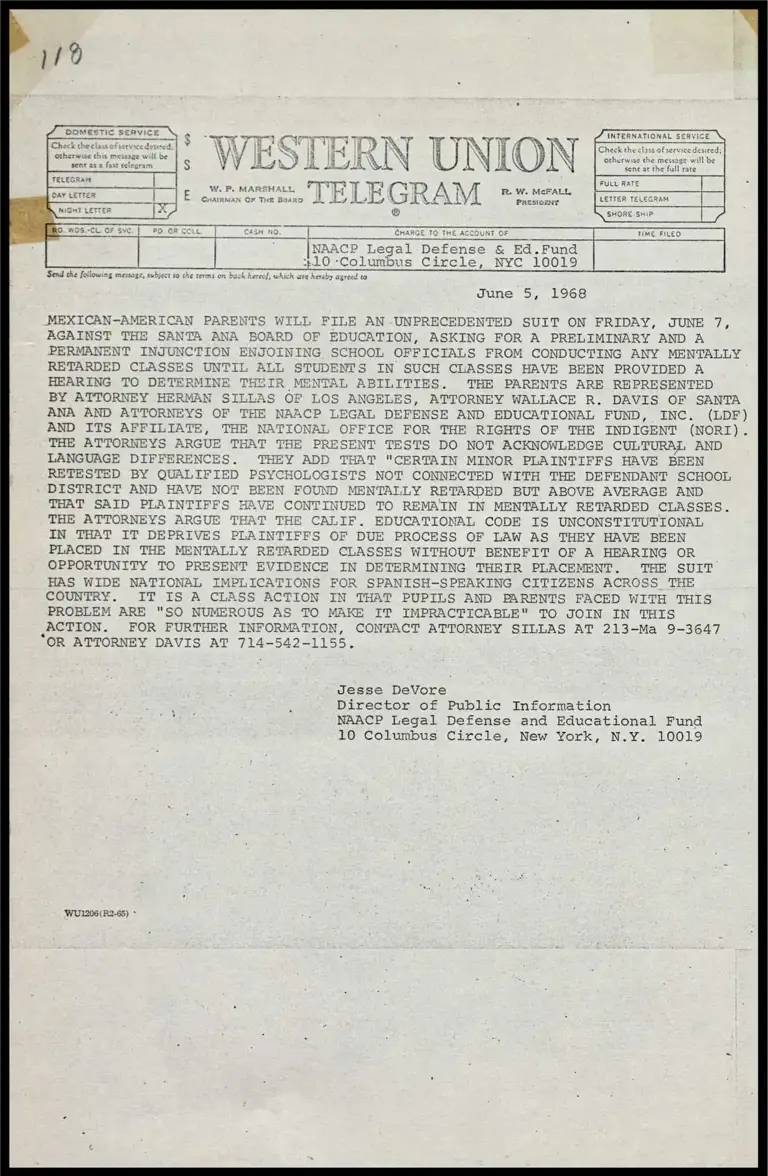 118
DOMESTIC SERVICE
Check the class of service desired;
otherwise this message will be
sent as a fast telegram
TELEGRAM
DAY LETTER
NIGHT LETTER X
$
S
E
WESTERN UNION
TELEGRAM
®
W. P. MARSHALL
CHAIRMAN OF THE BOARD
R. W. McFALL
PRESIDENT
INTERNATIONAL SERVICE
Check the class of service desired;
otherwise the message will be
sent at the full rate
FULL RATE
LETTER TELEGRAM
SHORE-SHIP
NO. WDS.-CL. OF SVC.
PD. OR COLL.
CASH NO.
CHARGE TO THE ACCOUNT OF
TIME FILED
NAACP Legal Defense & Ed.Fund
10 Columbus Circle, NYC 10019
Send the following message, subject to the terms on back hereof, which are hereby agreed to
June 5, 1968
MEXICAN-AMERICAN PARENTS WILL FILE AN UNPRECEDENTED SUIT ON FRIDAY, JUNE 7,
AGAINST THE SANTA ANA BOARD OF EDUCATION, ASKING FOR A PRELIMINARY AND A
PERMANENT INJUNCTION ENJOINING SCHOOL OFFICIALS FROM CONDUCTING ANY MENTALLY
RETARDED CLASSES UNTIL ALL STUDENTS IN SUCH CLASSES HAVE BEEN PROVIDED A
HEARING TO DETERMINE THEIR MENTAL ABILITIES. THE PARENTS ARE REPRESENTED
BY ATTORNEY HERMAN SILLAS OF LOS ANGELES, ATTORNEY WALLACE R. DAVIS OF SANTA
ANA AND ATTORNEYS OF THE NAACP LEGAL DEFENSE AND EDUCATIONAL FUND, INC. (LDF)
AND ITS AFFILIATE, THE NATIONAL OFFICE FOR THE RIGHTS OF THE INDIGENT (NORI).
THE ATTORNEYS ARGUE THAT THE PRESENT TESTS DO NOT ACKNOWLEDGE CULTURAL AND
LANGUAGE DIFFERENCES. THEY ADD THAT "CERTAIN MINOR PLAINTIFFS HAVE BEEN
RETESTED BY QUALIFIED PSYCHOLOGISTS NOT CONNECTED WITH THE DEFENDANT SCHOOL
DISTRICT AND HAVE NOT BEEN FOUND MENTALLY RETARDED BUT ABOVE AVERAGE AND
THAT SAID PLAINTIFFS HAVE CONTINUED TO REMAIN IN MENTALLY RETARDED CLASSES.
THE ATTORNEYS ARGUE THAT THE CALIF. EDUCATIONAL CODE IS UNCONSTITUTIONAL
IN THAT IT DEPRIVES PLAINTIFFS OF DUE PROCESS OF LAW AS THEY HAVE BEEN
PLACED IN THE MENTALLY RETARDED CLASSES WITHOUT BENEFIT OF A HEARING OR
OPPORTUNITY TO PRESENT EVIDENCE IN DETERMINING THEIR PLACEMENT. THE SUIT
HAS WIDE NATIONAL IMPLICATIONS FOR SPANISH-SPEAKING CITIZENS ACROSS THE
COUNTRY. IT IS A CLASS ACTION IN THAT PUPILS AND PARENTS FACED WITH THIS
PROBLEM ARE "SO NUMEROUS AS TO MAKE IT IMPRACTICABLE" TO JOIN IN THIS
ACTION. FOR FURTHER INFORMATION, CONTACT ATTORNEY SILLAS AT 213-Ma 9-3647
OR ATTORNEY DAVIS AT 714-542-1155.
Jesse DeVore
Director of Public Information
NAACP Legal Defense and Educational Fund
10 Columbus Circle, New York, N.Y. 10019
WU1206(R2-65)